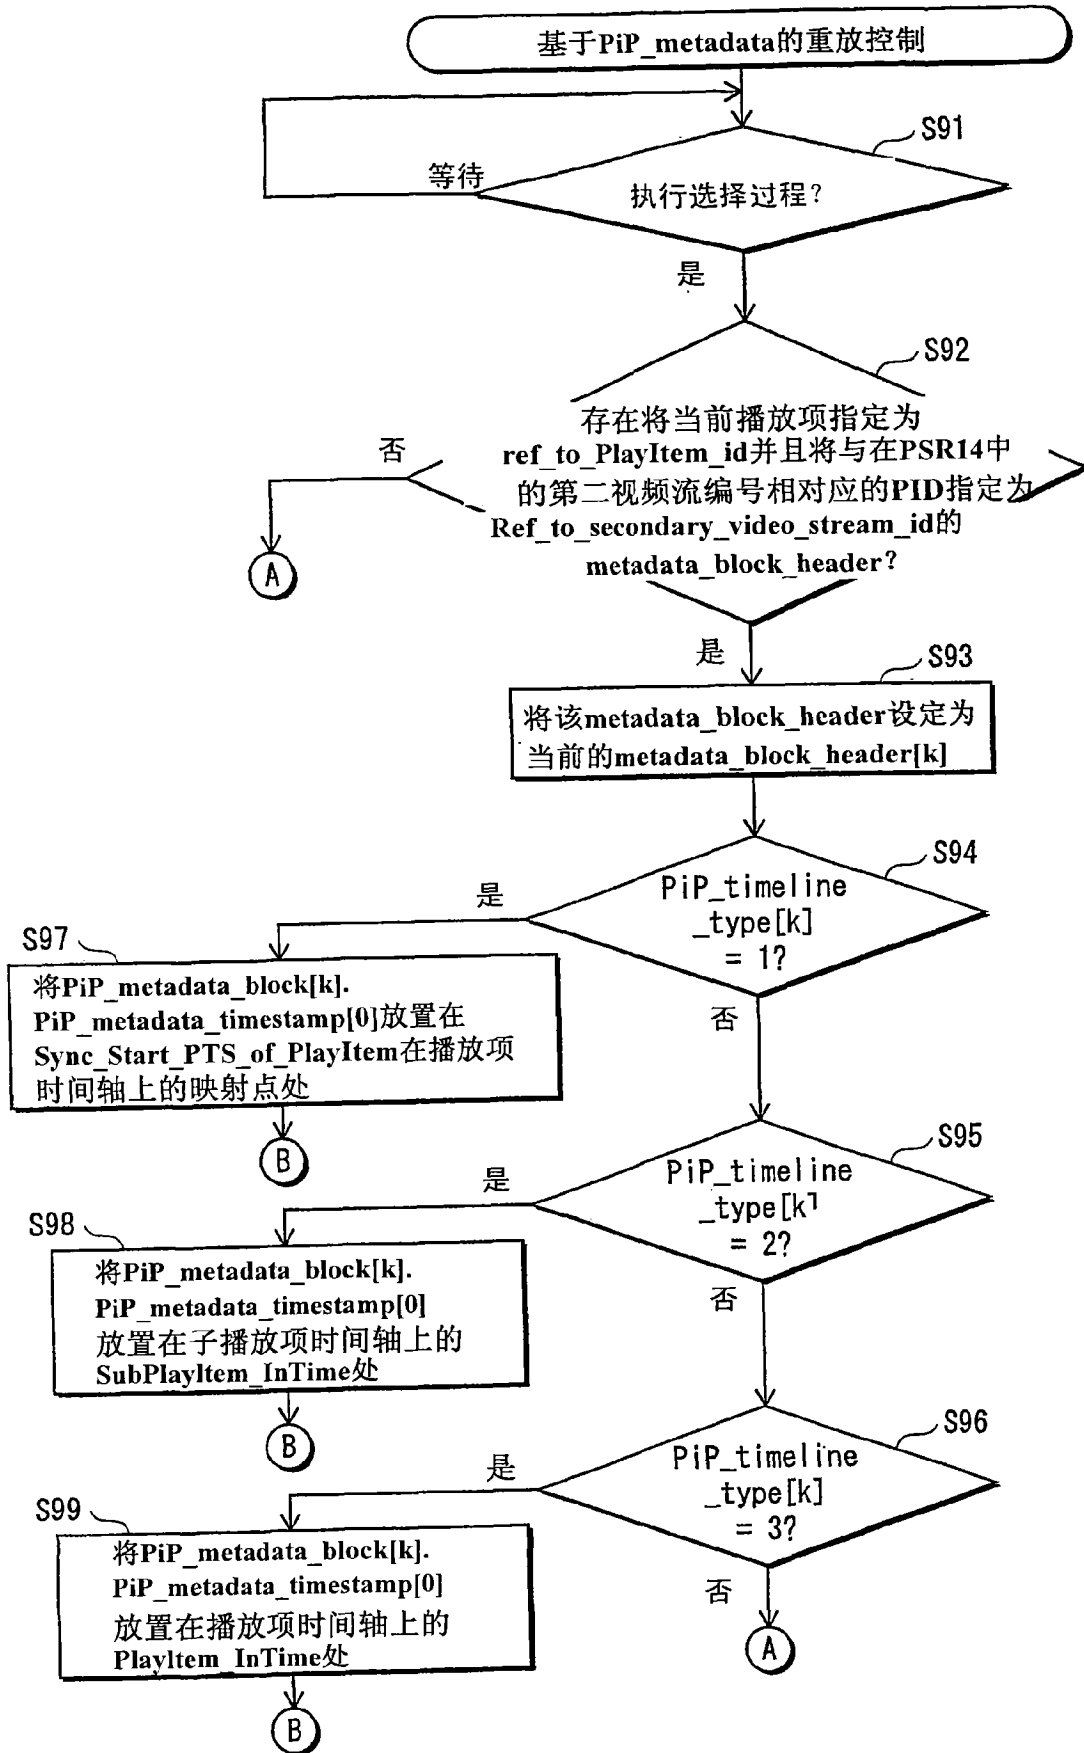 基于PiP_metadata的重放控制
S91
等待
执行选择过程？
是
S92
存在将当前播放项指定为
否
ref_to_PlayItem_id并且将与在PSR14中
的第二视频流编号相对应的PID指定为
Ref_to_secondary_video_stream_id的
metadata_block_header？
A
是
S93
将该metadata_block_header设定为
当前的metadata_block_header[k]
S94
PiP_timeline
_type[k]
= 1?
是
否
S97
将PiP_metadata_block[k].
PiP_metadata_timestamp[0]放置在
Sync_Start_PTS_of_PlayItem在播放项
时间轴上的映射点处
B
S95
PiP_timeline
_type[k]
= 2?
是
否
S98
将PiP_metadata_block[k].
PiP_metadata_timestamp[0]
放置在子播放项时间轴上的
SubPlayItem_InTime处
B
S96
PiP_timeline
_type[k]
= 3?
是
否
A
S99
将PiP_metadata_block[k].
PiP_metadata_timestamp[0]
放置在播放项时间轴上的
PlayItem_InTime处
B